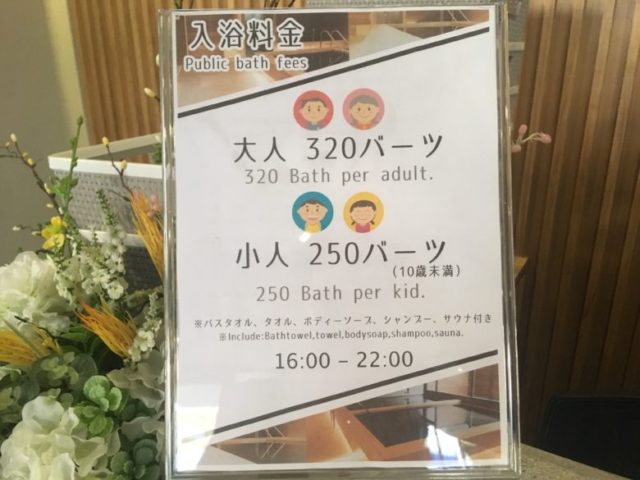 入浴料金
Public bath fees
大人 320バーツ
320 Bath per adult.
小人 250バーツ
(10歳未満)
250 Bath per kid.
※バスタオル、タオル、ボディーソープ、シャンプー、サウナ付き
※Include:Bathtowel,towel,bodysoap,shampoo,sauna.
16:00 – 22:00